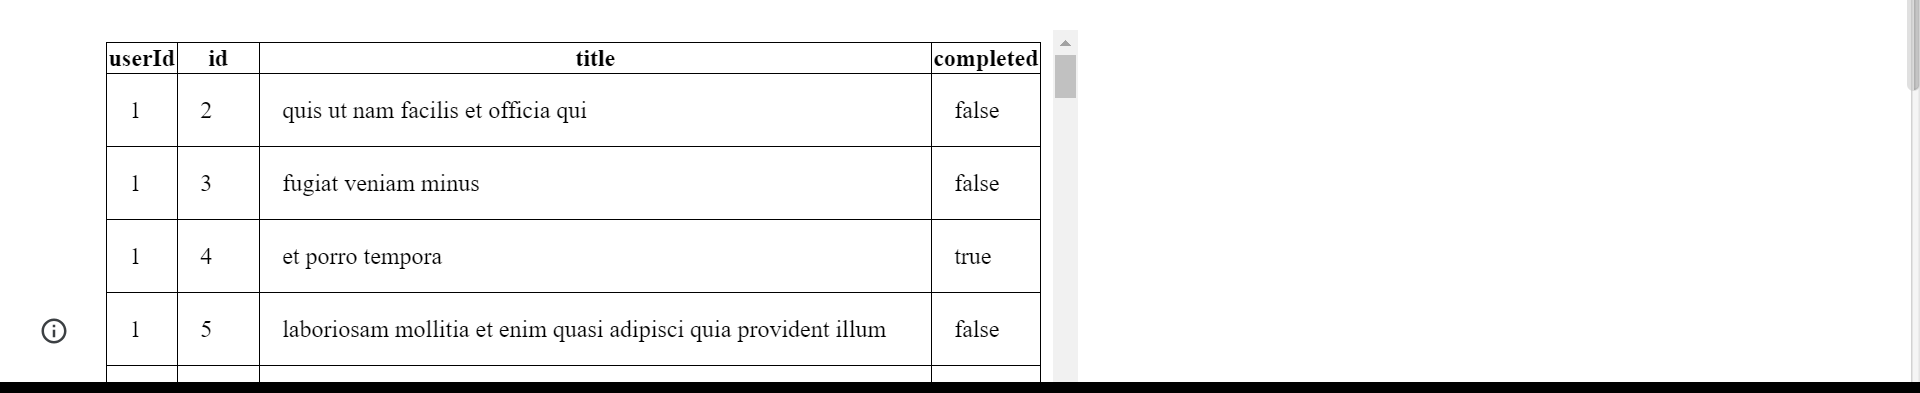 userId id title completed
1 2 quis ut nam facilis et officia qui false
1 3 fugiat veniam minus false
1 4 et porro tempora true
1 5 laboriosam mollitia et enim quasi adipisci quia provident illum false